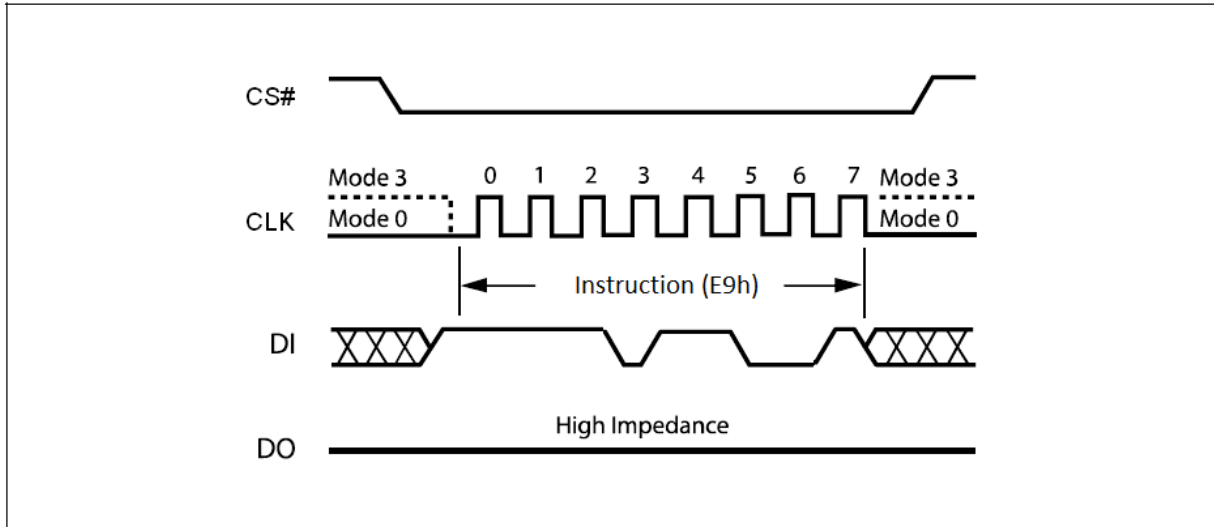 CS#
Mode 3 0 1 2 3 4 5 6 7 Mode 3
CLK Mode 0 Mode 0
Instruction (E9h)
DI
High Impedance
DO